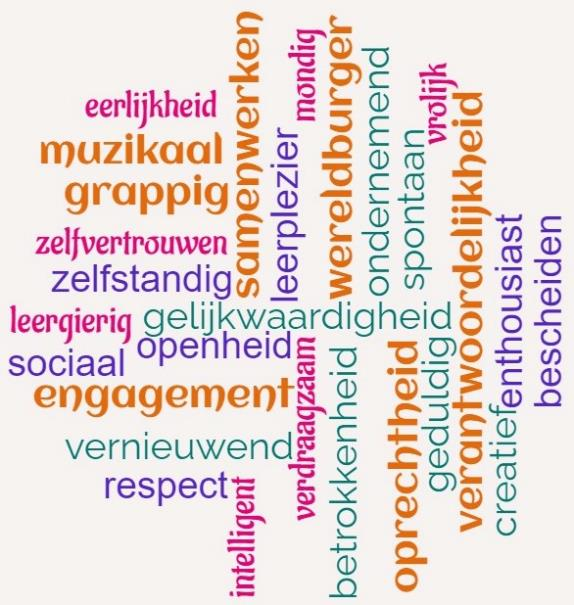 samenwerken
mondig
wereldburger
ondernemend
vrolijk
eerlijkheid
muzikaal
leerplezier
spontaan
verantwoordelijkheid
grappig
zelfvertrouwen
zelfstandig
enthousiast
bescheiden
leergierig
gelijkwaardigheid
sociaal
openheid
engagement
verdraagzaam
betrokkenheid
oprechtheid
geduldig
creatief
vernieuwend
respect
intelligent